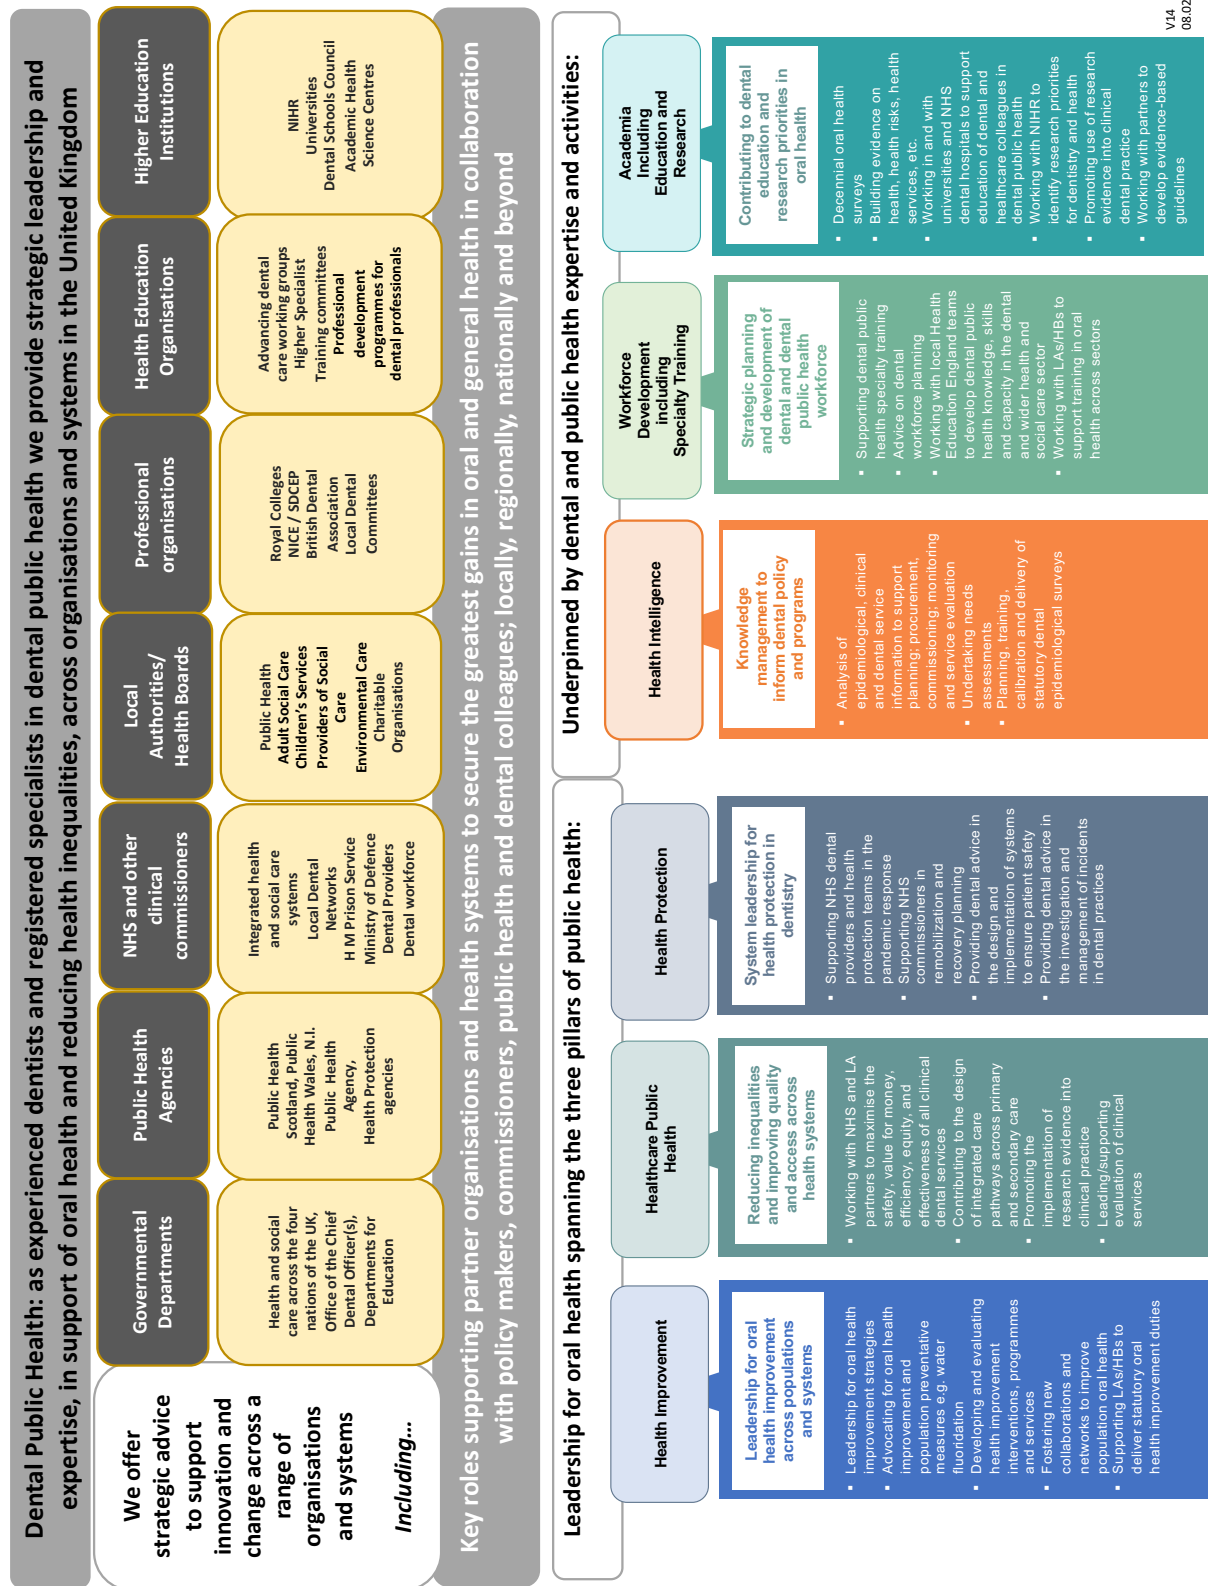 Dental Public Health: as experienced dentists and registered specialists in dental public health we provide strategic leadership and
expertise, in support of oral health and reducing health inequalities, across organisations and systems in the United Kingdom
We offer
strategic advice
to support
innovation and
change across a
range of
organisations
and systems
Including…
Governmental
Departments
Health and social
care across the four
nations of the UK,
Office of the Chief
Dental Officer(s),
Departments for
Education
Public Health
Agencies
Public Health
Scotland, Public
Health Wales, N.I.
Public Health
Agency,
Health Protection
agencies
NHS and other
clinical
commissioners
Integrated health
and social care
systems
Local Dental
Networks
H M Prison Service
Ministry of Defence
Dental Providers
Dental workforce
Local
Authorities/
Health Boards
Public Health
Adult Social Care
Children's Services
Providers of Social
Care
Environmental Care
Charitable
Organisations
Professional
organisations
Royal Colleges
NICE / SDCEP
British Dental
Association
Local Dental
Committees
Health Education
Organisations
Advancing dental
care working groups
Higher Specialist
Training committees
Professional
development
programmes for
dental professionals
Higher Education
Institutions
NIHR
Universities
Dental Schools Council
Academic Health
Science Centres
Key roles supporting partner organisations and health systems to secure the greatest gains in oral and general health in collaboration
with policy makers, commissioners, public health and dental colleagues; locally, regionally, nationally and beyond
Leadership for oral health spanning the three pillars of public health:
Health Improvement
Leadership for oral
health improvement
across populations
and systems
▪ Leadership for oral health
improvement strategies
▪ Advocating for oral health
improvement and
population preventative
measures e.g; water
fluoridation
▪ Developing and evaluating
health improvement
interventions, programmes
and services
▪ Fostering new
collaborations and
networks to improve
population oral health
▪ Supporting LAs/HBs to
deliver statutory oral
health improvement duties
Healthcare Public
Health
Reducing inequalities
and improving quality
and access across
health systems
▪ Working with NHS and LA
partners to maximise the
safety, value for money,
efficiency, equity, and
effectiveness of all clinical
dental services
▪ Contributing to the design
of integrated care
pathways across primary
and secondary care
▪ Promoting the
implementation of
research evidence into
clinical practice
▪ Leading/supporting
evaluation of clinical
services
Health Protection
System leadership for
health protection in
dentistry
▪ Supporting NHS dental
providers and health
protection teams in the
pandemic response
▪ Supporting NHS
commissioners in
remobilization and
recovery planning
▪ Providing dental advice in
the design and
implementation of systems
to ensure patient safety
▪ Providing dental advice in
the investigation and
management of incidents
in dental practices
Underpinned by dental and public health expertise and activities:
Health Intelligence
Knowledge
management to
inform dental policy
and programs
▪ Analysis of
epidemiological, clinical
and dental service
information to support
planning; procurement,
commissioning; monitoring
and service evaluation
▪ Undertaking needs
assessments
▪ Planning, training,
calibration and delivery of
statutory dental
epidemiological surveys
Workforce
Development
including
Specialty Training
Strategic planning
and development of
dental and dental
public health
workforce
▪ Supporting dental public
health specialty training
▪ Advice on dental
workforce planning
▪ Working with local Health
Education England teams
to develop dental public
health knowledge, skills
and capacity in the dental
and wider health and
social care sector
▪ Working with LAs/HBs to
support training in oral
health across sectors
Academia
Including
Education and
Research
Contributing to dental
education and
research priorities in
oral health
▪ Decennial oral health
surveys
▪ Building evidence on
health, health risks, health
services, etc.
▪ Working in and with
universities and NHS
dental hospitals to support
education of dental and
healthcare colleagues in
dental public health
▪ Working with NIHR to
identify research priorities
for dentistry and health
▪ Promoting use of research
evidence into clinical
dental practice
▪ Working with partners to
develop evidence-based
guidelines
V14
08.02